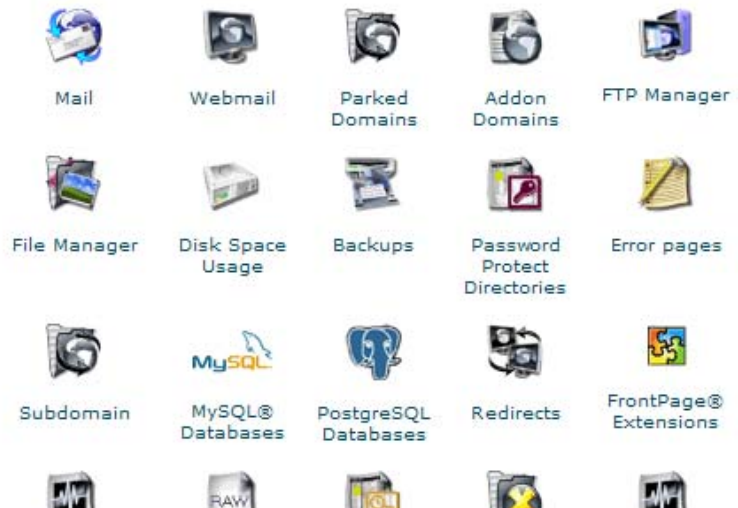 Mail
Webmail
Parked
Domains
Addon
Domains
FTP Manager
File Manager
Disk Space
Usage
Backups
Password
Protect
Directories
Error pages
Subdomain
MySQL
MySQL®
Databases
PostgreSQL
Databases
Redirects
FrontPage®
Extensions
RAW